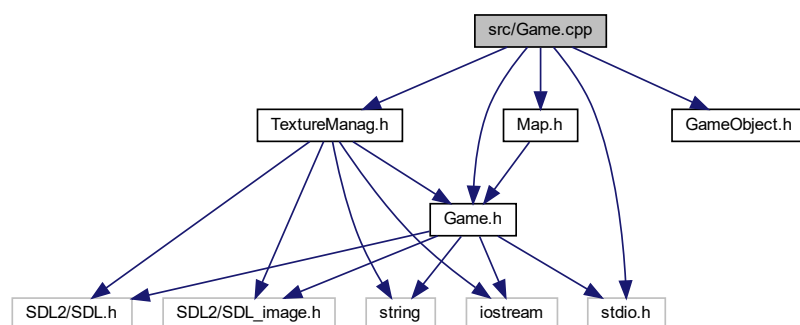 src/Game.cpp
TextureManag.h
Map.h
GameObject.h
Game.h
SDL2/SDL.h
SDL2/SDL_image.h
string
iostream
stdio.h